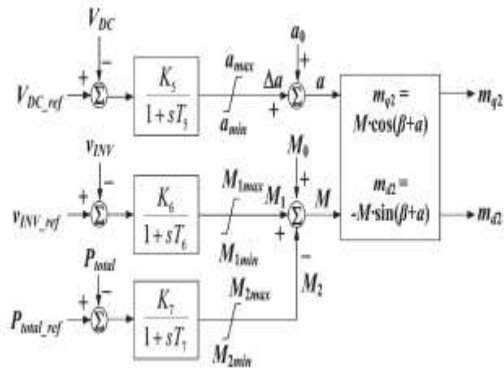 V_DC
a_0
V_DC_ref + −
K_5
1+sT_5
a_max
a_min
Δa
+
+
a
m_q2 =
M·cos(β+a)
m_q2
v_INV
v_INV_ref + −
K_6
1+sT_6
M_1max
M_1min
M_1
M_0
+
+
−
M
m_d2 =
-M·sin(β+a)
m_d2
P_total
P_total_ref + −
K_7
1+sT_7
M_2max
M_2min
M_2
Σ
Σ
Σ
Σ
Σ